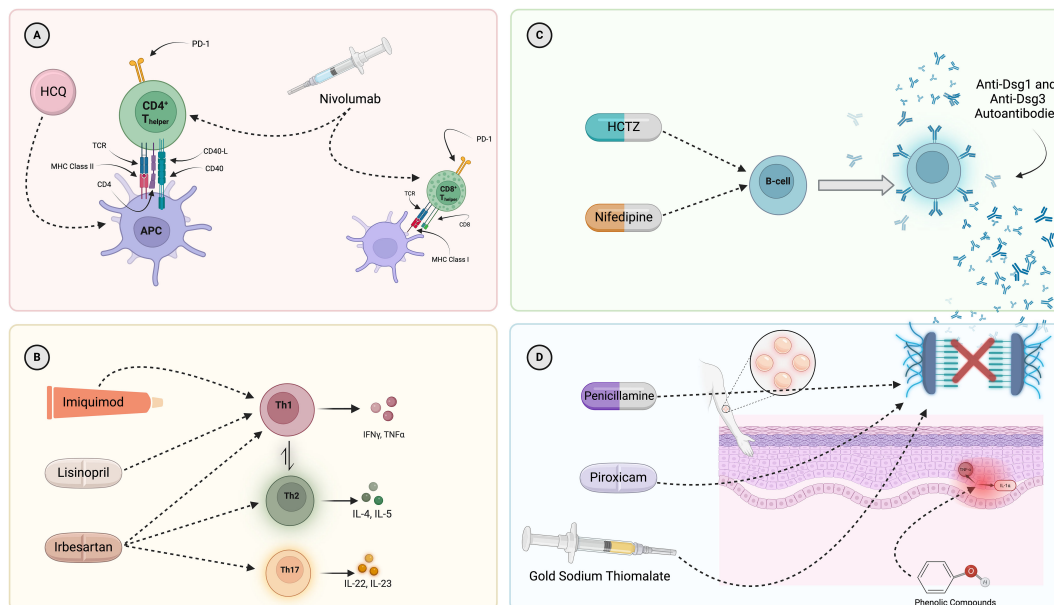 A
PD-1
HCQ
CD4+
Thelper
Nivolumab
TCR
CD40-L
MHC Class II
CD40
CD4
APC
PD-1
CD8+
Thelper
TCR
CD8
MHC Class I
B
Imiquimod
Th1
IFNγ, TNFα
Lisinopril
Th2
IL-4, IL-5
Irbesartan
Th17
IL-22, IL-23
C
HCTZ
B-cell
Nifedipine
Anti-Dsg1 and
Anti-Dsg3
Autoantibodie
D
Penicillamine
Piroxicam
Gold Sodium Thiomalate
O
H
Phenolic Compounds